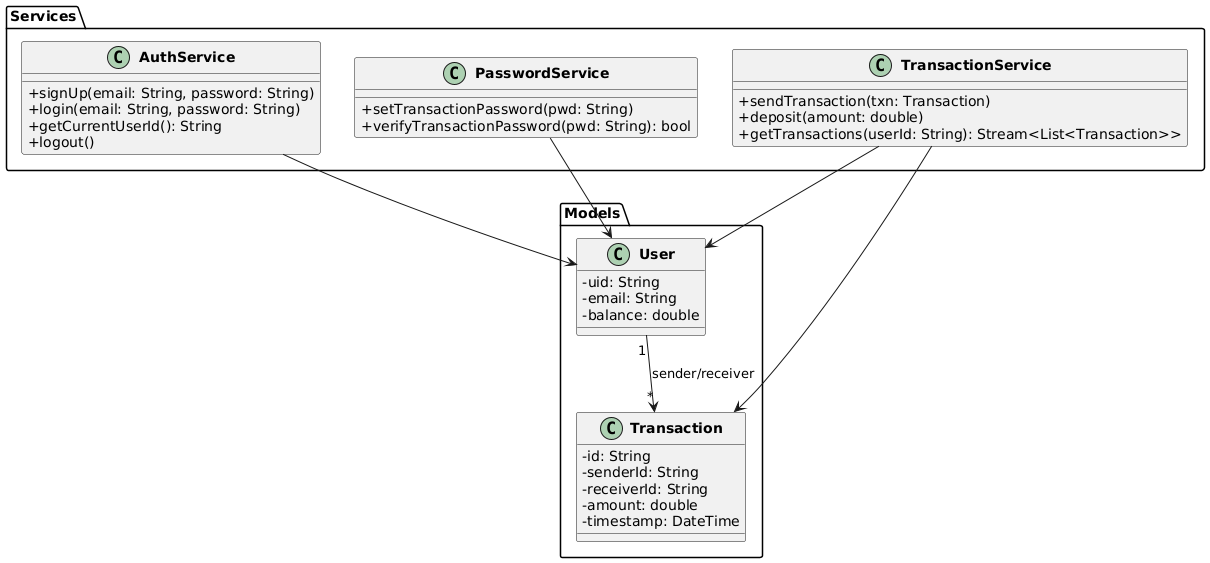 Services
C AuthService
+signUp(email: String, password: String)
+login(email: String, password: String)
+getCurrentUserId(): String
+logout()
C PasswordService
+setTransactionPassword(pwd: String)
+verifyTransactionPassword(pwd: String): bool
C TransactionService
+sendTransaction(txn: Transaction)
+deposit(amount: double)
+getTransactions(userId: String): Stream<List<Transaction>>
Models
C User
-uid: String
-email: String
-balance: double
1
sender/receiver
*
C Transaction
-id: String
-senderId: String
-receiverId: String
-amount: double
-timestamp: DateTime